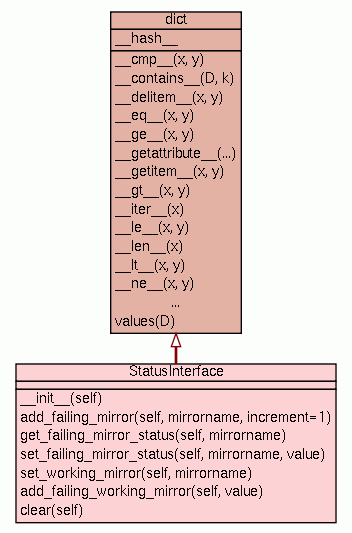 dict
__hash__
__cmp__(x, y)
__contains__(D, k)
__delitem__(x, y)
__eq__(x, y)
__ge__(x, y)
__getattribute__(...)
__getitem__(x, y)
__gt__(x, y)
__iter__(x)
__le__(x, y)
__len__(x)
__lt__(x, y)
__ne__(x, y)
...
values(D)
StatusInterface
__init__(self)
add_failing_mirror(self, mirrorname, increment=1)
get_failing_mirror_status(self, mirrorname)
set_failing_mirror_status(self, mirrorname, value)
set_working_mirror(self, mirrorname)
add_failing_working_mirror(self, value)
clear(self)